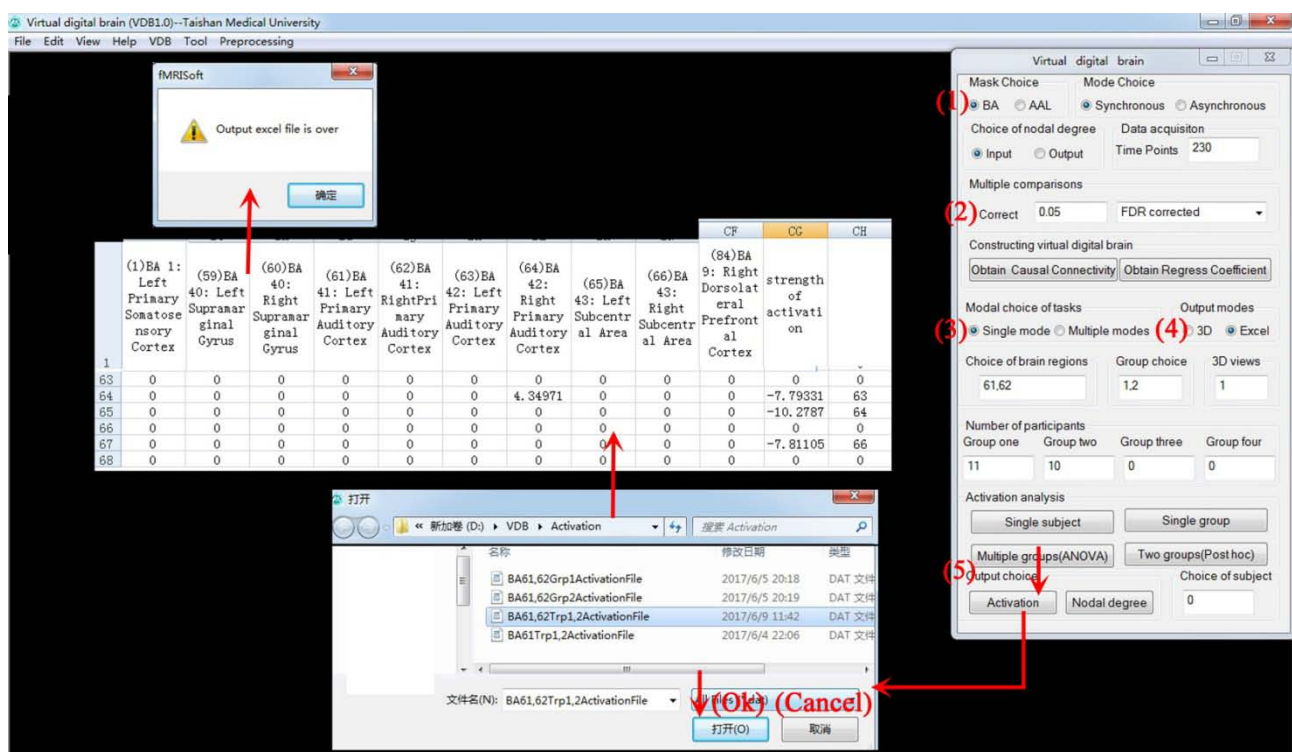 Virtual digital brain (VDB1.0)--Taishan Medical University
File Edit View Help VDB Tool Preprocessing
fMRISoft
Output excel file is over
确定
CF CG CH
(1)BA 1: Left Primary Somatosensory Cortex
(59)BA 40: Left Supramarginal Gyrus
(60)BA 40: Right Supramarginal Gyrus
(61)BA 41: Left Primary Auditory Cortex
(62)BA 41: RightPrimary Auditory Cortex
(63)BA 42: Left Primary Auditory Cortex
(64)BA 42: Right Primary Auditory Cortex
(65)BA 43: Left Subcentral Area
(66)BA 43: Right Subcentral Area
(84)BA 9: Right Dorsolateral Prefrontal Cortex
strength of activation
1
63 0 0 0 0 0 0 0 0 0 0 0 0
64 0 0 0 0 0 0 4.34971 0 0 0 -7.79331 63
65 0 0 0 0 0 0 0 0 0 0 -10.2787 64
66 0 0 0 0 0 0 0 0 0 0 0 0
67 0 0 0 0 0 0 0 0 0 0 -7.81105 66
68 0 0 0 0 0 0 0 0 0 0 0 0
打开
« 新加卷 (D:) VDB Activation
搜索 Activation
名称 修改日期 类型
BA61,62Grp1ActivationFile 2017/6/5 20:18 DAT 文件
BA61,62Grp2ActivationFile 2017/6/5 20:19 DAT 文件
BA61,62Trp1,2ActivationFile 2017/6/9 11:42 DAT 文件
BA61Trp1,2ActivationFile 2017/6/4 22:06 DAT 文件
文件名(N): BA61,62Trp1,2ActivationFile
(Ok) (Cancel)
打开(O) 取消
Virtual digital brain
Mask Choice Mode Choice
(1) BA AAL Synchronous Asynchronous
Choice of nodal degree Data acquisiton
Input Output Time Points 230
Multiple comparisons
(2) Correct 0.05 FDR corrected
Constructing virtual digital brain
Obtain Causal Connectivity Obtain Regress Coefficient
Modal choice of tasks Output modes
(3) Single mode Multiple modes (4) 3D Excel
Choice of brain regions Group choice 3D views
61,62 1,2 1
Number of participants
Group one Group two Group three Group four
11 10 0 0
Activation analysis
Single subject Single group
Multiple groups(ANOVA) Two groups(Post hoc)
(5) Output choice Choice of subject
Activation Nodal degree 0